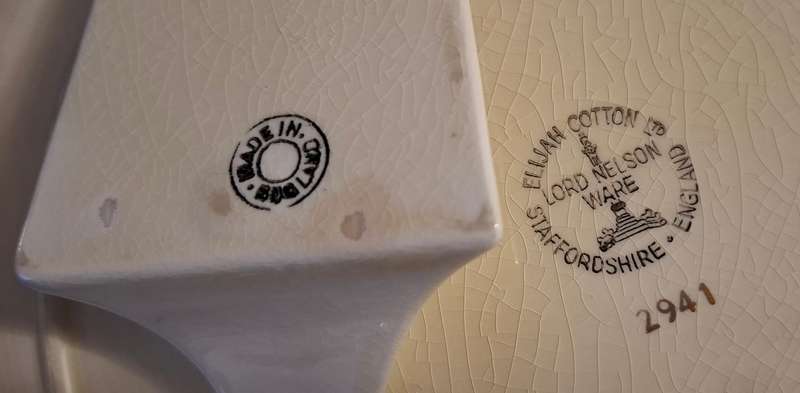 MADE IN ENGLAND
ELIJAH COTTON LTD
LORD NELSON
WARE
STAFFORDSHIRE • ENGLAND
2941